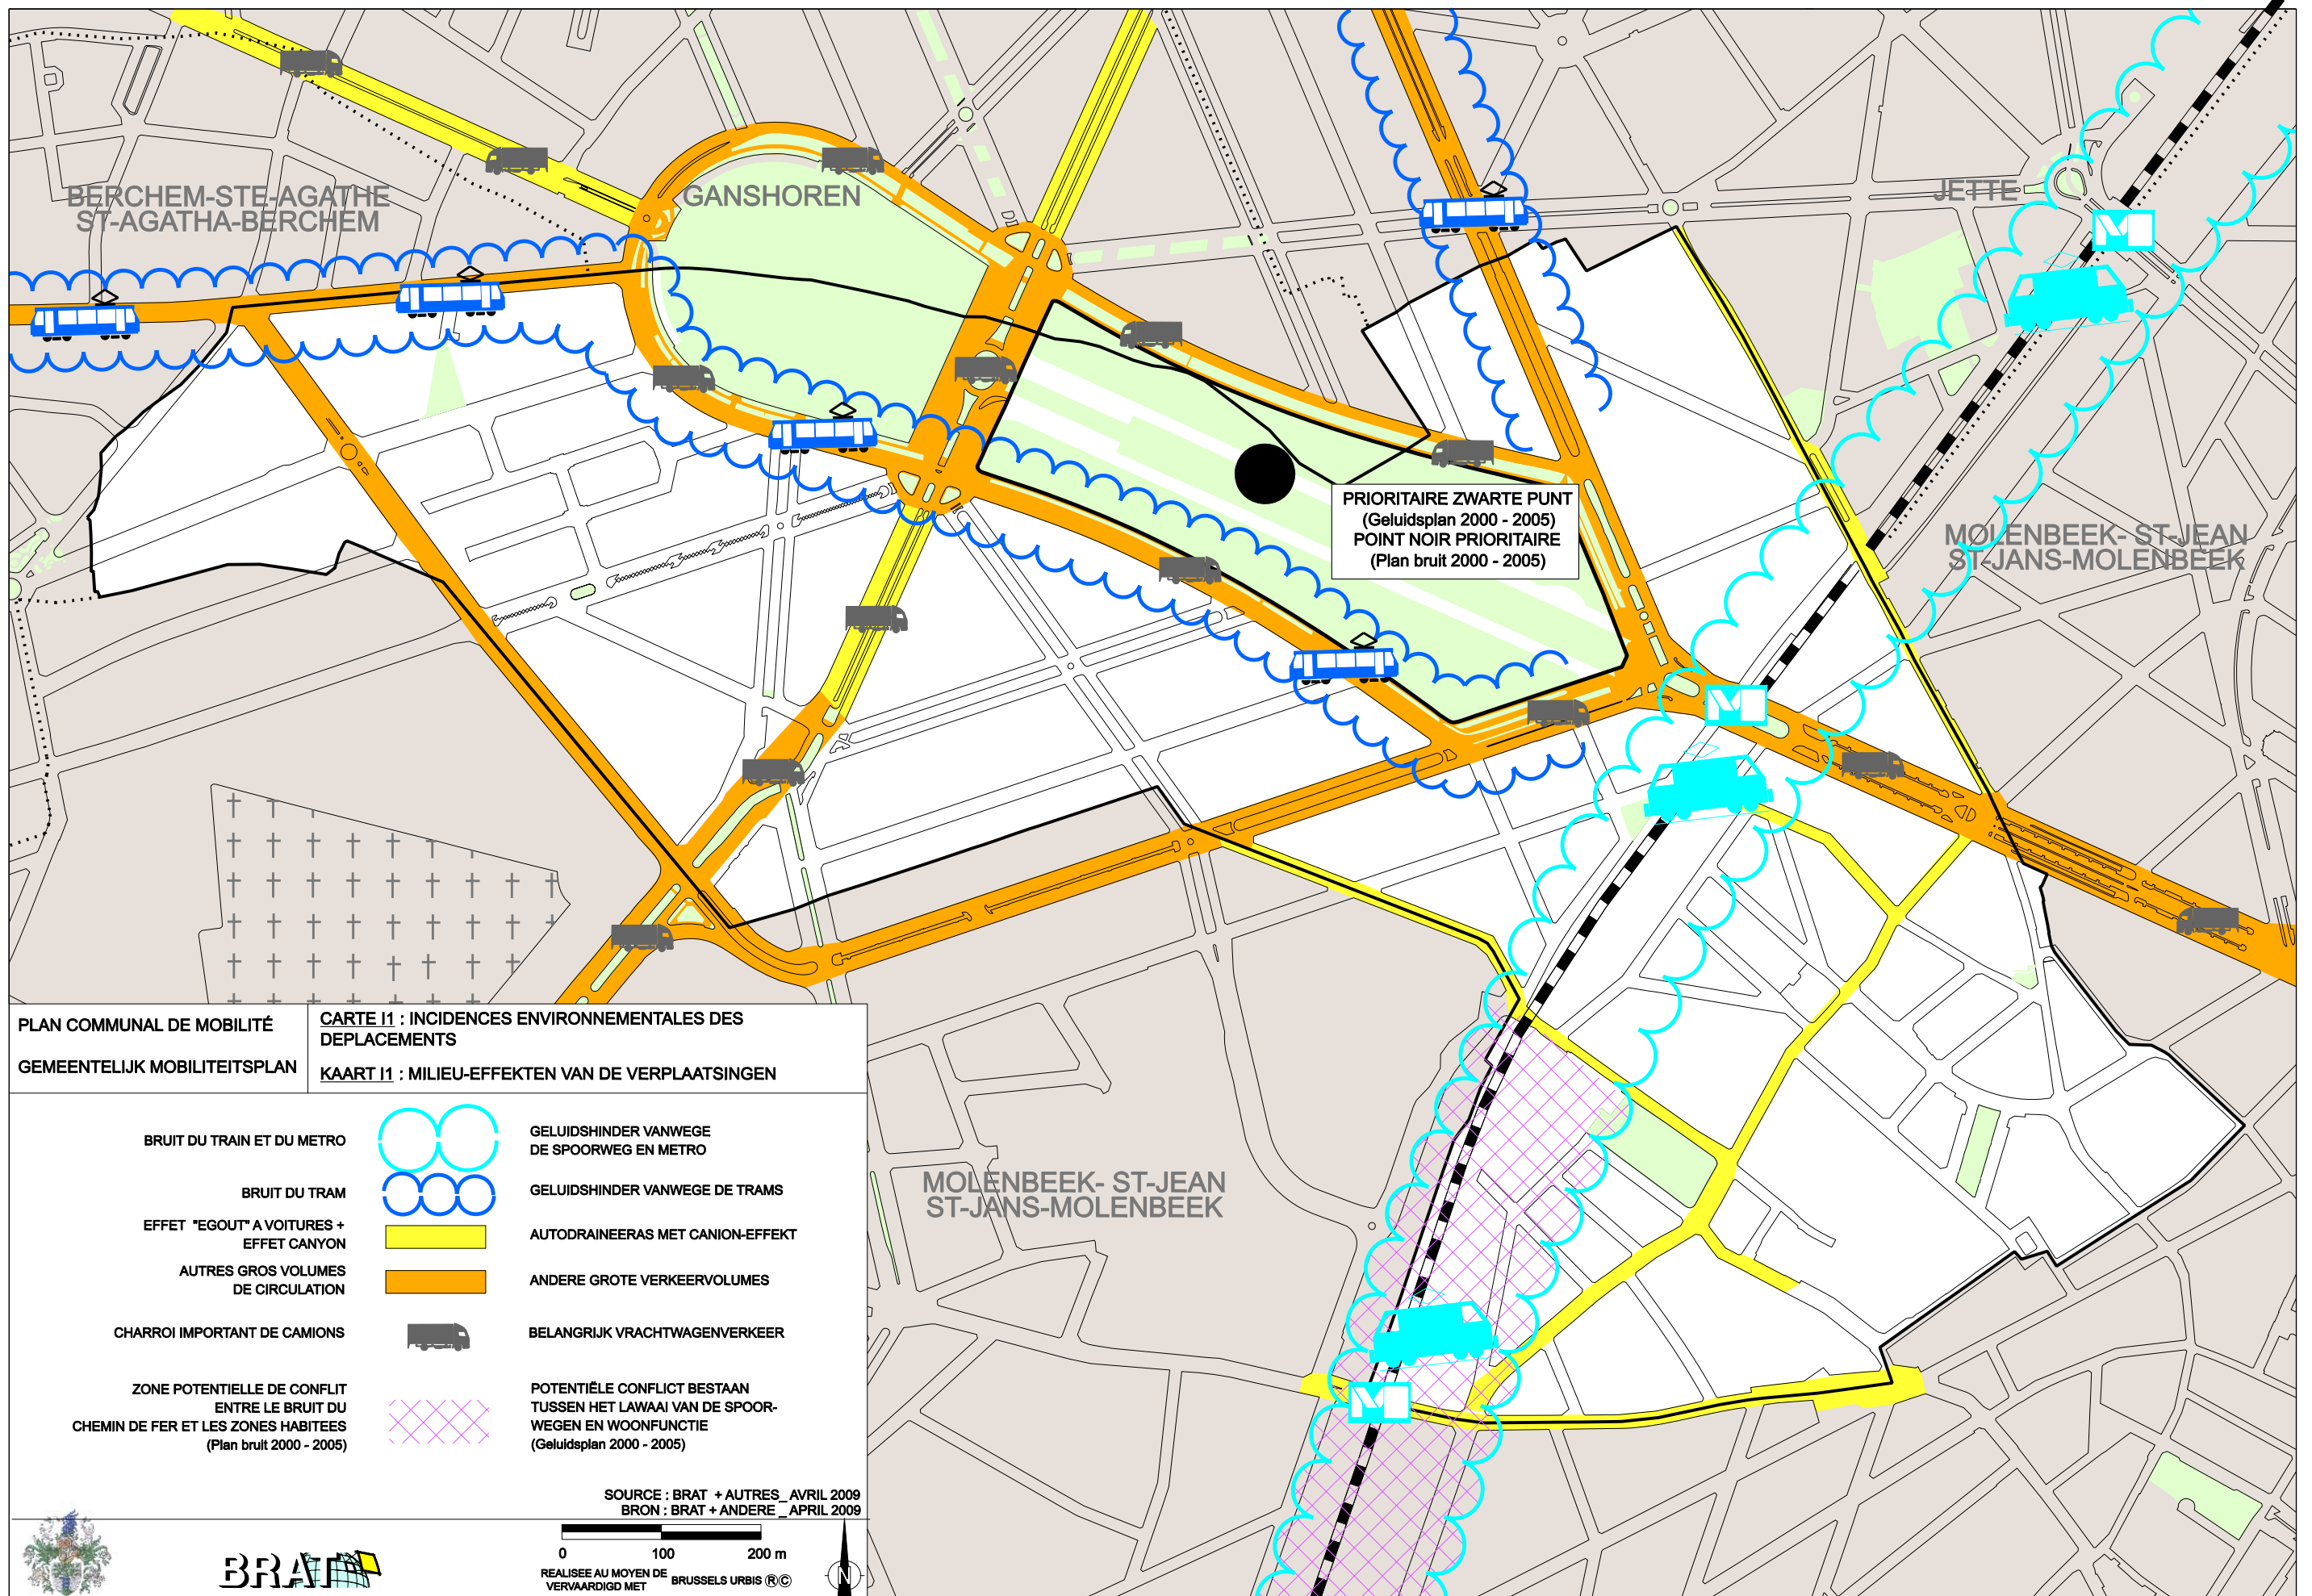 BERCHEM-STE-AGATHE
ST-AGATHA-BERCHEM
GANSHOREN
JETTE
MOLENBEEK- ST-JEAN
ST-JANS-MOLENBEEK
PRIORITAIRE ZWARTE PUNT
(Geluidsplan 2000 - 2005)
POINT NOIR PRIORITAIRE
(Plan bruit 2000 - 2005)
M
M
M
MOLENBEEK- ST-JEAN
ST-JANS-MOLENBEEK
PLAN COMMUNAL DE MOBILITÉ
GEMEENTELIJK MOBILITEITSPLAN
CARTE I1 : INCIDENCES ENVIRONNEMENTALES DES
DEPLACEMENTS
KAART I1 : MILIEU-EFFEKTEN VAN DE VERPLAATSINGEN
BRUIT DU TRAIN ET DU METRO
GELUIDSHINDER VANWEGE
DE SPOORWEG EN METRO
BRUIT DU TRAM
GELUIDSHINDER VANWEGE DE TRAMS
EFFET "EGOUT" A VOITURES +
EFFET CANYON
AUTODRAINEERAS MET CANION-EFFEKT
AUTRES GROS VOLUMES
DE CIRCULATION
ANDERE GROTE VERKEERVOLUMES
CHARROI IMPORTANT DE CAMIONS
BELANGRIJK VRACHTWAGENVERKEER
ZONE POTENTIELLE DE CONFLIT
ENTRE LE BRUIT DU
CHEMIN DE FER ET LES ZONES HABITEES
(Plan bruit 2000 - 2005)
POTENTIËLE CONFLICT BESTAAN
TUSSEN HET LAWAAI VAN DE SPOOR-
WEGEN EN WOONFUNCTIE
(Geluidsplan 2000 - 2005)
SOURCE : BRAT + AUTRES_ AVRIL 2009
BRON : BRAT + ANDERE _ APRIL 2009
BRAT
0 100 200 m
REALISEE AU MOYEN DE
VERVAARDIGD MET
BRUSSELS URBIS ®©
N